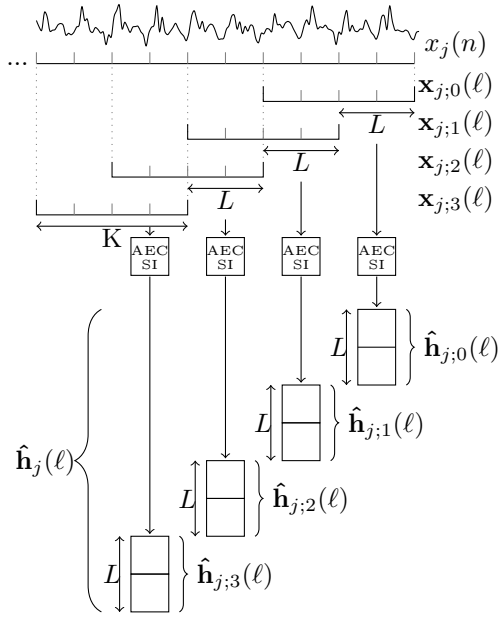 x_j(n)
...
𝐱_{j;0}(ℓ)
L
𝐱_{j;1}(ℓ)
L
𝐱_{j;2}(ℓ)
L
𝐱_{j;3}(ℓ)
K
AEC SI
AEC SI
AEC SI
AEC SI
L
𝐡̂_{j;0}(ℓ)
L
𝐡̂_{j;1}(ℓ)
𝐡̂_j(ℓ)
L
𝐡̂_{j;2}(ℓ)
L
𝐡̂_{j;3}(ℓ)